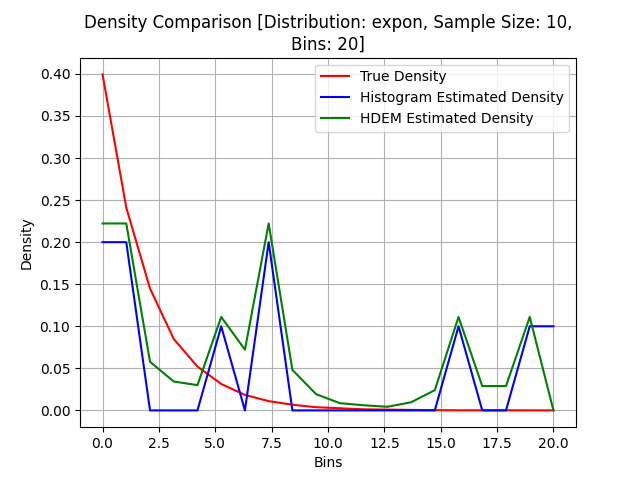 Density Comparison [Distribution: expon, Sample Size: 10,
Bins: 20]
True Density
Histogram Estimated Density
HDEM Estimated Density
Density
0.40
0.35
0.30
0.25
0.20
0.15
0.10
0.05
0.00
0.0 2.5 5.0 7.5 10.0 12.5 15.0 17.5 20.0
Bins